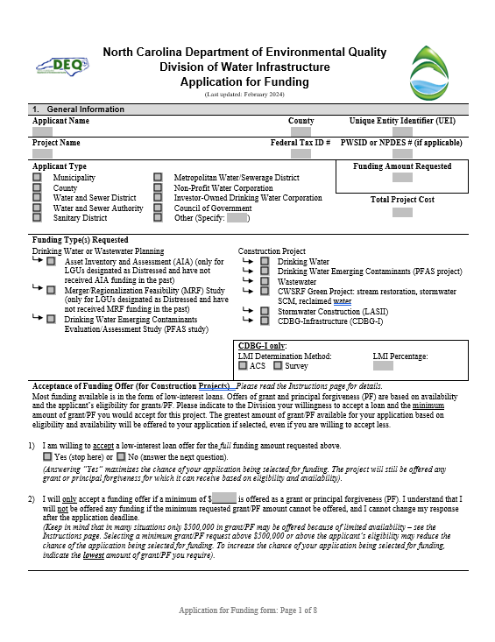 DEQ
North Carolina Department of Environmental Quality
Division of Water Infrastructure
Application for Funding
(Last updated: February 2024)
1. General Information
Applicant Name County Unique Entity Identifier (UEI)
Project Name Federal Tax ID # PWSID or NPDES # (if applicable)
Applicant Type Funding Amount Requested
Municipality Metropolitan Water/Sewerage District
County Non-Profit Water Corporation
Water and Sewer District Investor-Owned Drinking Water Corporation
Water and Sewer Authority Council of Government
Sanitary District Other (Specify: )
Total Project Cost
Funding Type(s) Requested
Drinking Water or Wastewater Planning
Asset Inventory and Assessment (AIA) (only for
LGUs designated as Distressed and have not
received AIA funding in the past)
Merger/Regionalization Feasibility (MRF) Study
(only for LGUs designated as Distressed and have
not received MRF funding in the past)
Drinking Water Emerging Contaminants
Evaluation/Assessment Study (PFAS study)
Construction Project
Drinking Water
Drinking Water Emerging Contaminants (PFAS project)
Wastewater
CWSRF Green Project: stream restoration, stormwater
SCM, reclaimed water
Stormwater Construction (LASII)
CDBG-Infrastructure (CDBG-I)
CDBG-I only:
LMI Determination Method: LMI Percentage:
ACS Survey
Acceptance of Funding Offer (for Construction Projects) Please read the Instructions page for details.
Most funding available is in the form of low-interest loans. Offers of grant and principal forgiveness (PF) are based on availability
and the applicant's eligibility for grants/PF. Please indicate to the Division your willingness to accept a loan and the minimum
amount of grant/PF you would accept for this project. The greatest amount of grant/PF available for your application based on
eligibility and availability will be offered to your application if selected, even if you are willing to accept less.
1) I am willing to accept a low-interest loan offer for the full funding amount requested above.
Yes (stop here) or No (answer the next question).
(Answering "Yes" maximizes the chance of your application being selected for funding. The project will still be offered any
grant or principal forgiveness for which it can receive based on eligibility and availability).
2) I will only accept a funding offer if a minimum of $ is offered as a grant or principal forgiveness (PF). I understand that I
will not be offered any funding if the minimum requested grant/PF amount cannot be offered, and I cannot change my response
after the application deadline.
(Keep in mind that in many situations only $500,000 in grant/PF may be offered because of limited availability – see the
Instructions page. Selecting a minimum grant/PF request above $500,000 or above the applicant's eligibility may reduce the
chance of the application being selected for funding. To increase the chance of your application being selected for funding,
indicate the lowest amount of grant/PF you require).
Application for Funding form: Page 1 of 8